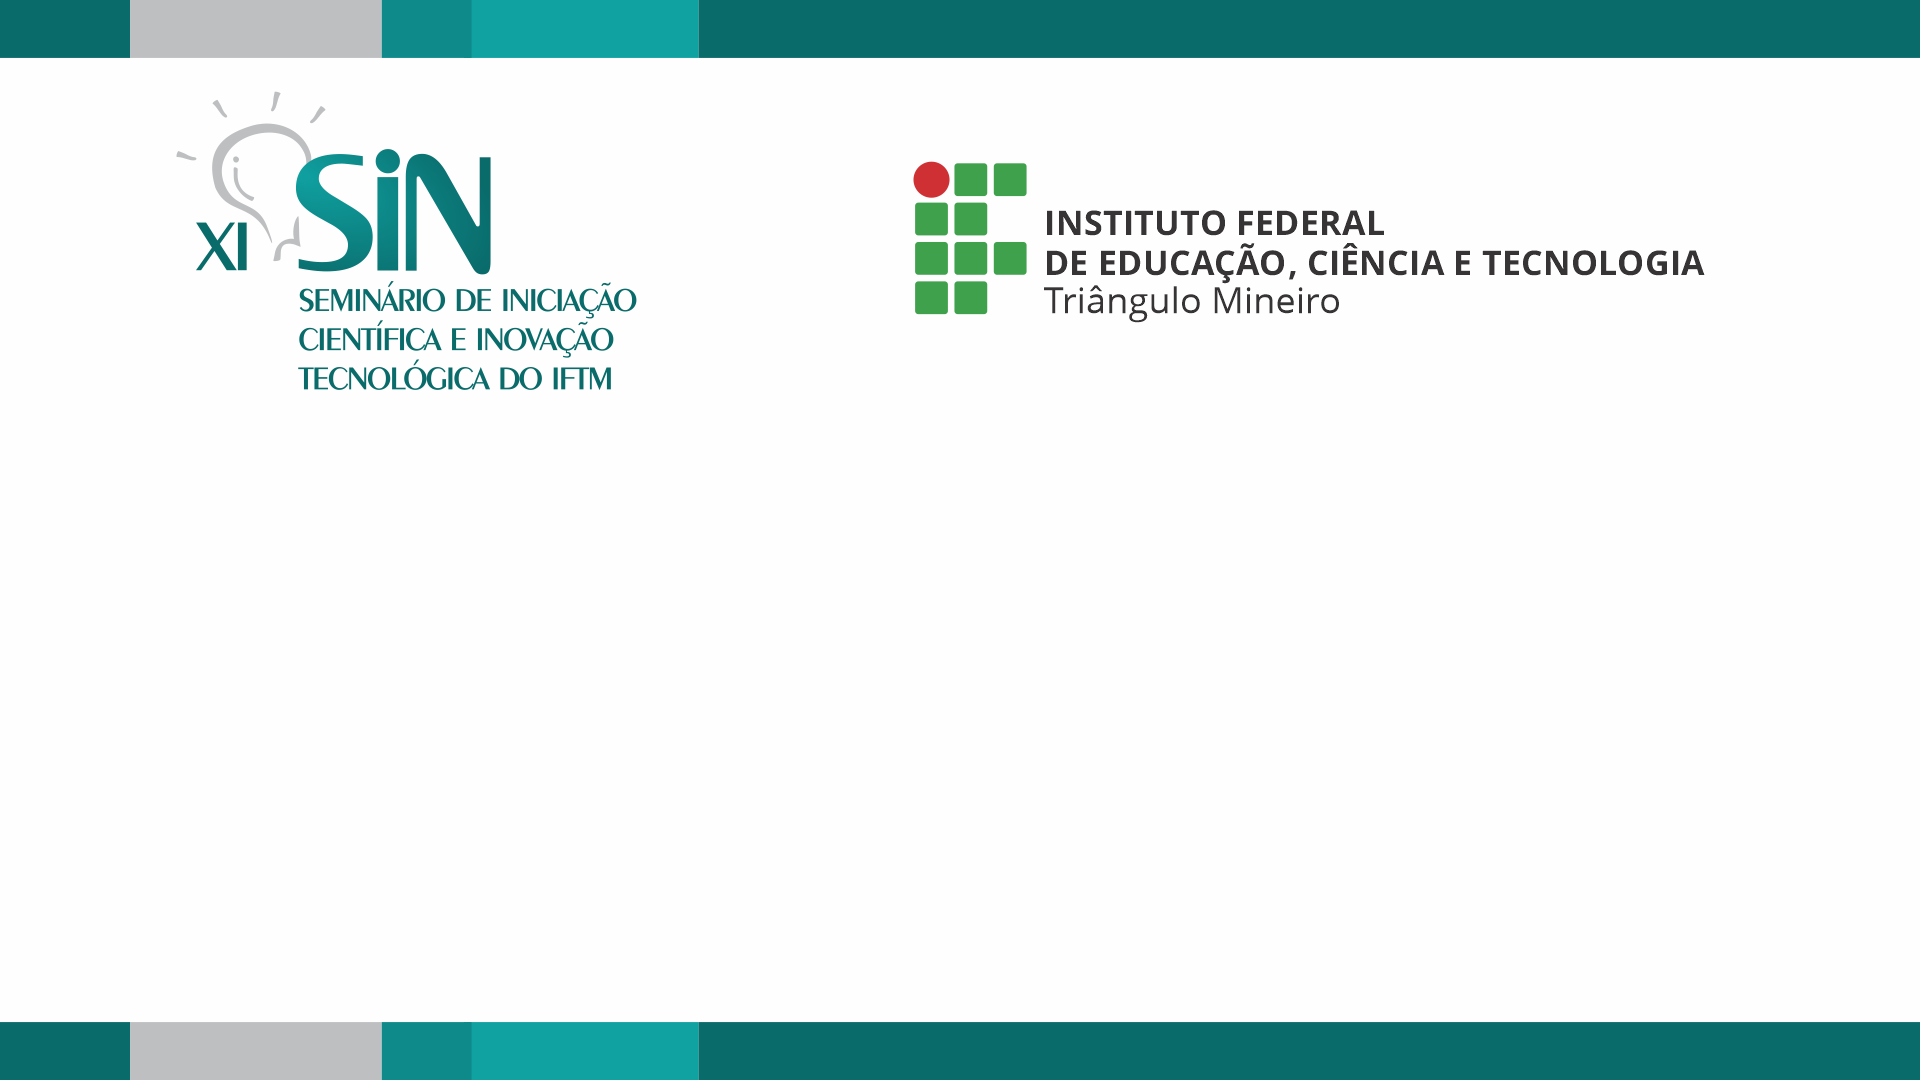 XI SiN
SEMINÁRIO DE INICIAÇÃO
CIENTÍFICA E INOVAÇÃO
TECNOLÓGICA DO IFTM
INSTITUTO FEDERAL
DE EDUCAÇÃO, CIÊNCIA E TECNOLOGIA
Triângulo Mineiro